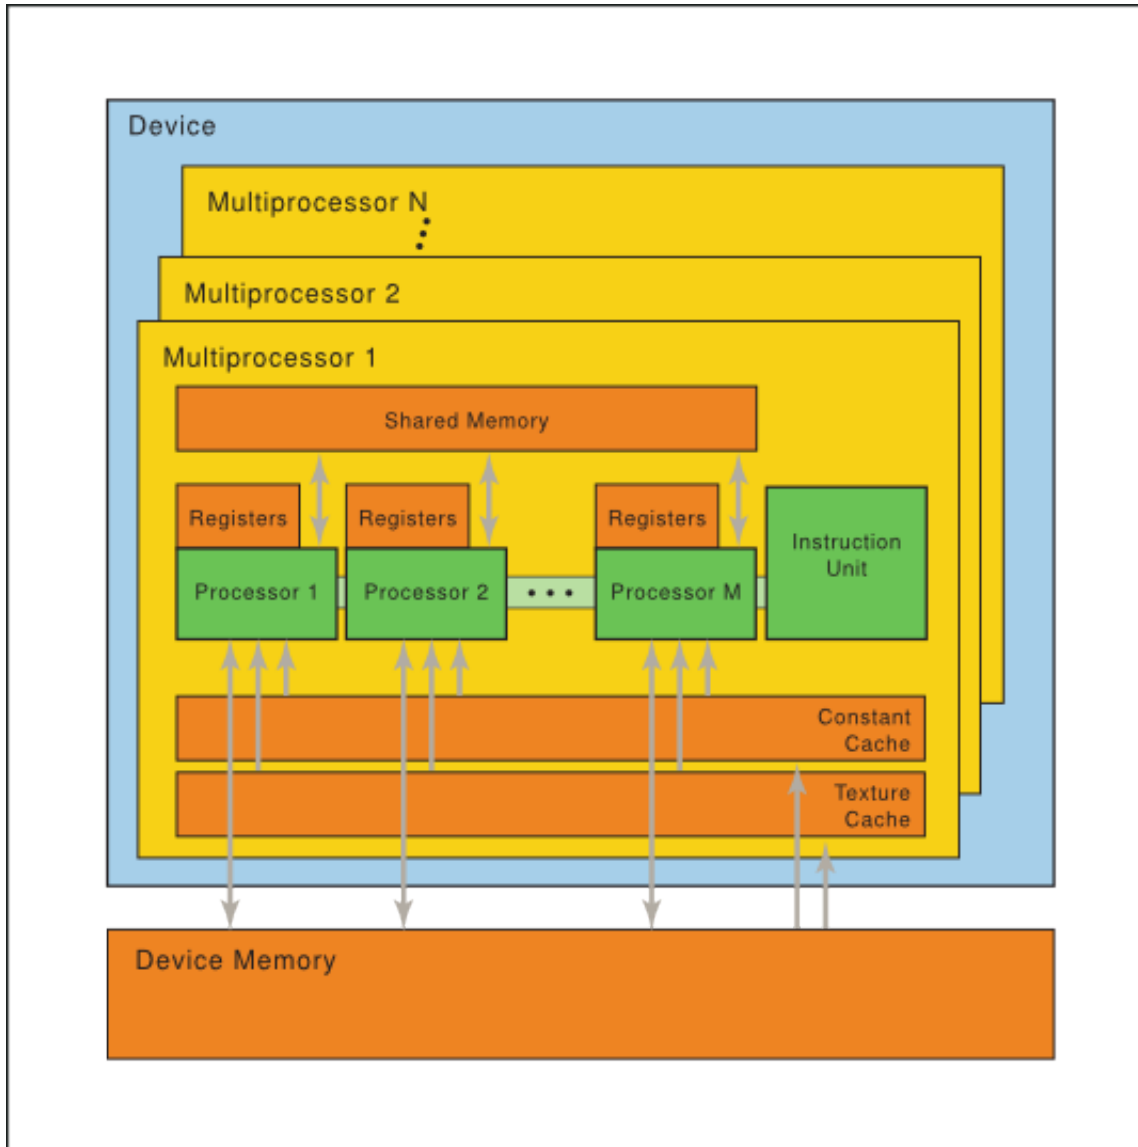 Device
Multiprocessor N
Multiprocessor 2
Multiprocessor 1
Shared Memory
Registers
Registers
Registers
Instruction
Unit
Processor 1
Processor 2
Processor M
Constant
Cache
Texture
Cache
Device Memory